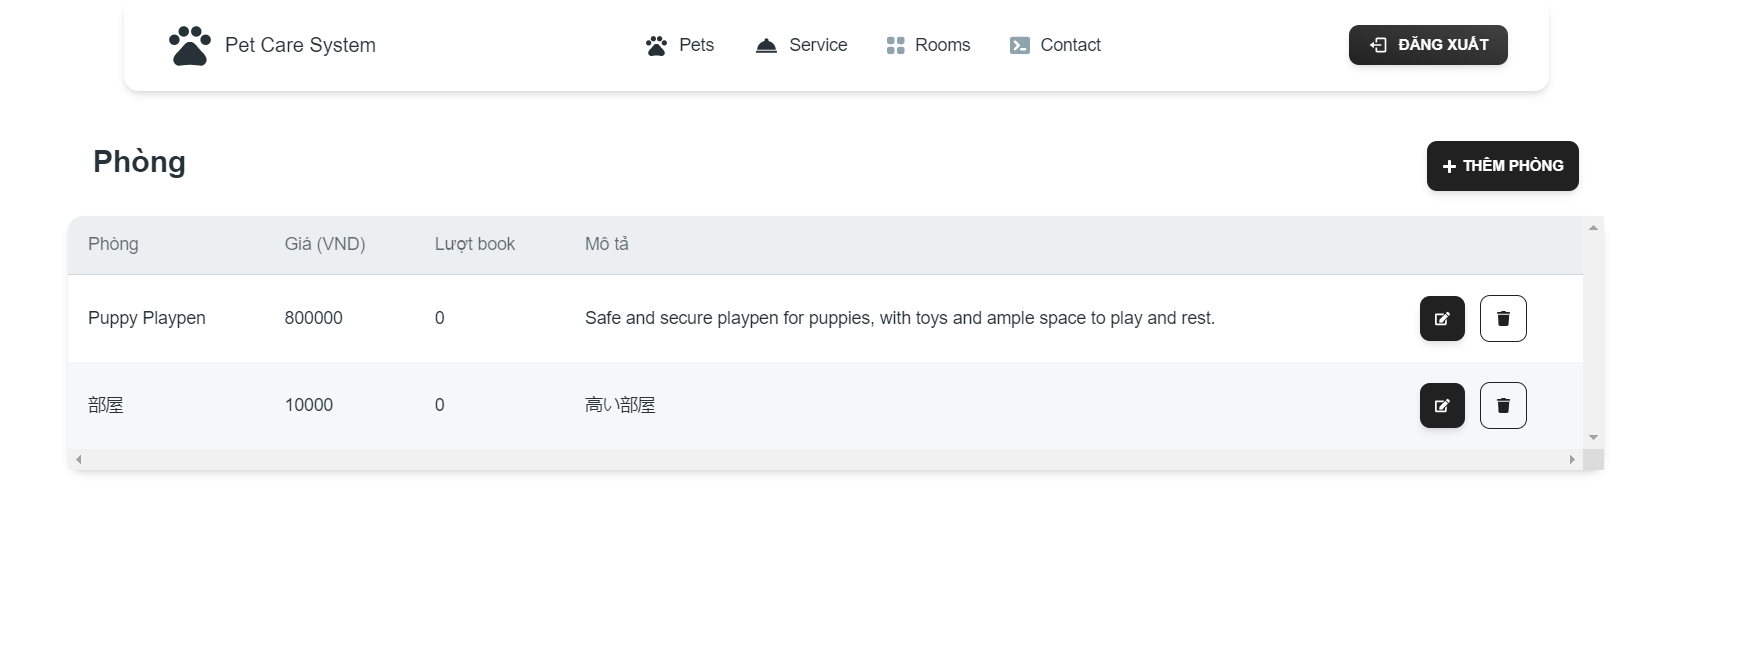 Pet Care System Pets Service Rooms Contact ĐĂNG XUẤT
Phòng THÊM PHÒNG
Phòng Giá (VND) Lượt book Mô tả
Puppy Playpen 800000 0 Safe and secure playpen for puppies, with toys and ample space to play and rest.
部屋 10000 0 高い部屋